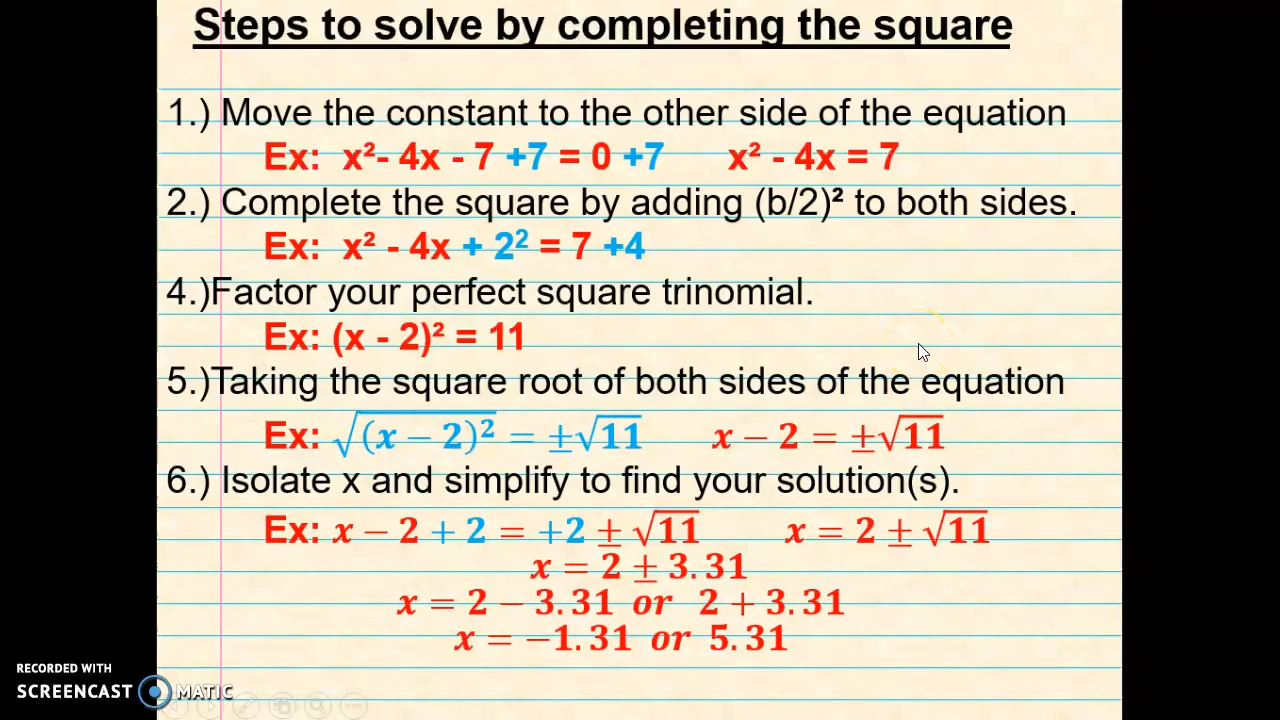 Steps to solve by completing the square
1.) Move the constant to the other side of the equation
Ex: x²- 4x - 7 +7 = 0 +7 x² - 4x = 7
2.) Complete the square by adding (b/2)² to both sides.
Ex: x² - 4x + 2² = 7 +4
4.)Factor your perfect square trinomial.
Ex: (x - 2)² = 11
5.)Taking the square root of both sides of the equation
Ex: √(x − 2)² = ±√11 x − 2 = ±√11
6.) Isolate x and simplify to find your solution(s).
Ex: x − 2 + 2 = +2 ± √11 x = 2 ± √11
x = 2 ± 3.31
x = 2 − 3.31 or 2 + 3.31
x = −1.31 or 5.31
RECORDED WITH
SCREENCAST MATIC